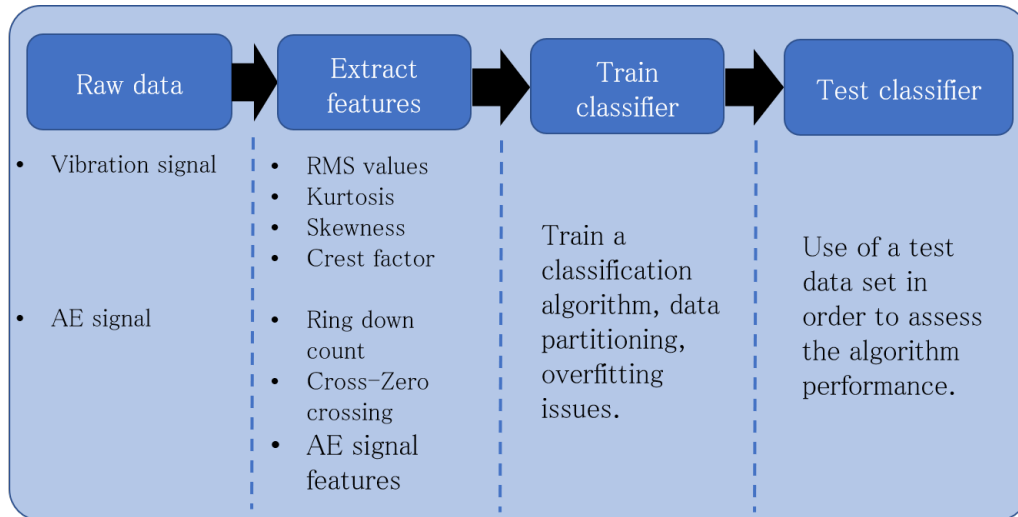 Raw data
Extract
features
Train
classifier
Test classifier
• Vibration signal
• AE signal
• RMS values
• Kurtosis
• Skewness
• Crest factor
• Ring down
count
• Cross-Zero
crossing
• AE signal
features
Train a
classification
algorithm, data
partitioning,
overfitting
issues.
Use of a test
data set in
order to assess
the algorithm
performance.